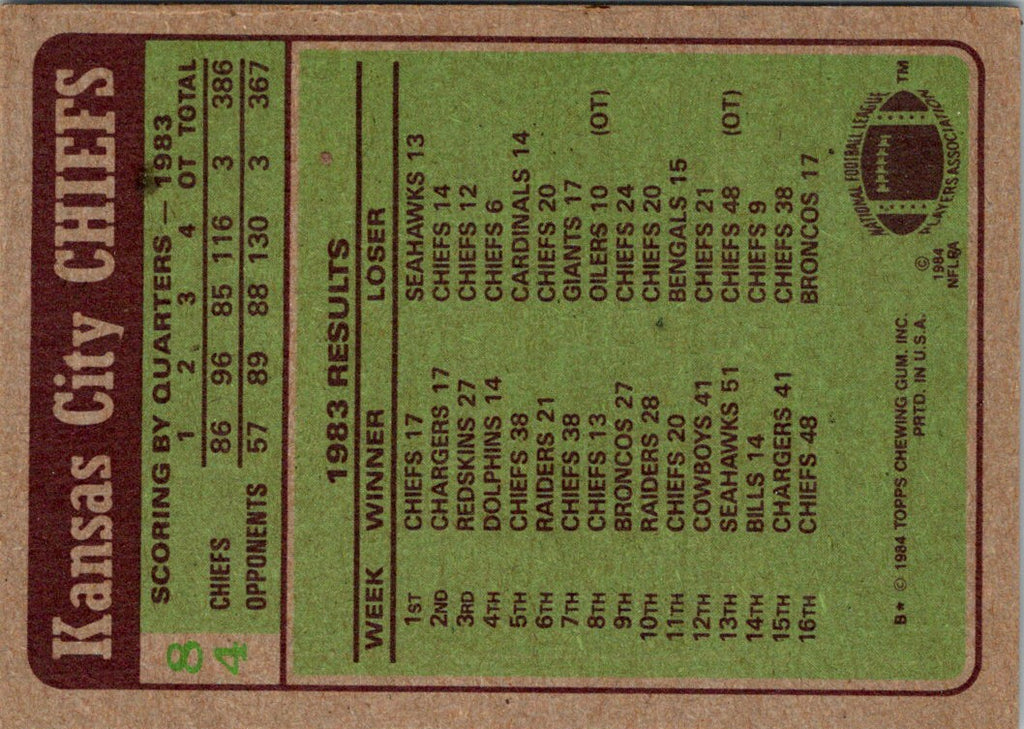 Kansas City CHIEFS
84
SCORING BY QUARTERS — 1983
1 2 3 4 OT TOTAL
CHIEFS 86 96 85 116 3 386
OPPONENTS 57 89 88 130 3 367
1983 RESULTS
WEEK WINNER LOSER
1ST CHIEFS 17 SEAHAWKS 13
2ND CHARGERS 17 CHIEFS 14
3RD REDSKINS 27 CHIEFS 12
4TH DOLPHINS 14 CHIEFS 6
5TH CHIEFS 38 CARDINALS 14
6TH RAIDERS 21 CHIEFS 20
7TH CHIEFS 38 GIANTS 17
8TH CHIEFS 13 OILERS 10 (OT)
9TH BRONCOS 27 CHIEFS 24
10TH RAIDERS 28 CHIEFS 20
11TH CHIEFS 20 BENGALS 15
12TH COWBOYS 41 CHIEFS 21
13TH SEAHAWKS 51 CHIEFS 48 (OT)
14TH BILLS 14 CHIEFS 9
15TH CHARGERS 41 CHIEFS 38
16TH CHIEFS 48 BRONCOS 17
NATIONAL FOOTBALL LEAGUE
PLAYERS ASSOCIATION
TM
©
1984
NFLPA
B* © 1984 TOPPS CHEWING GUM, INC.
PRTD. IN U.S.A.